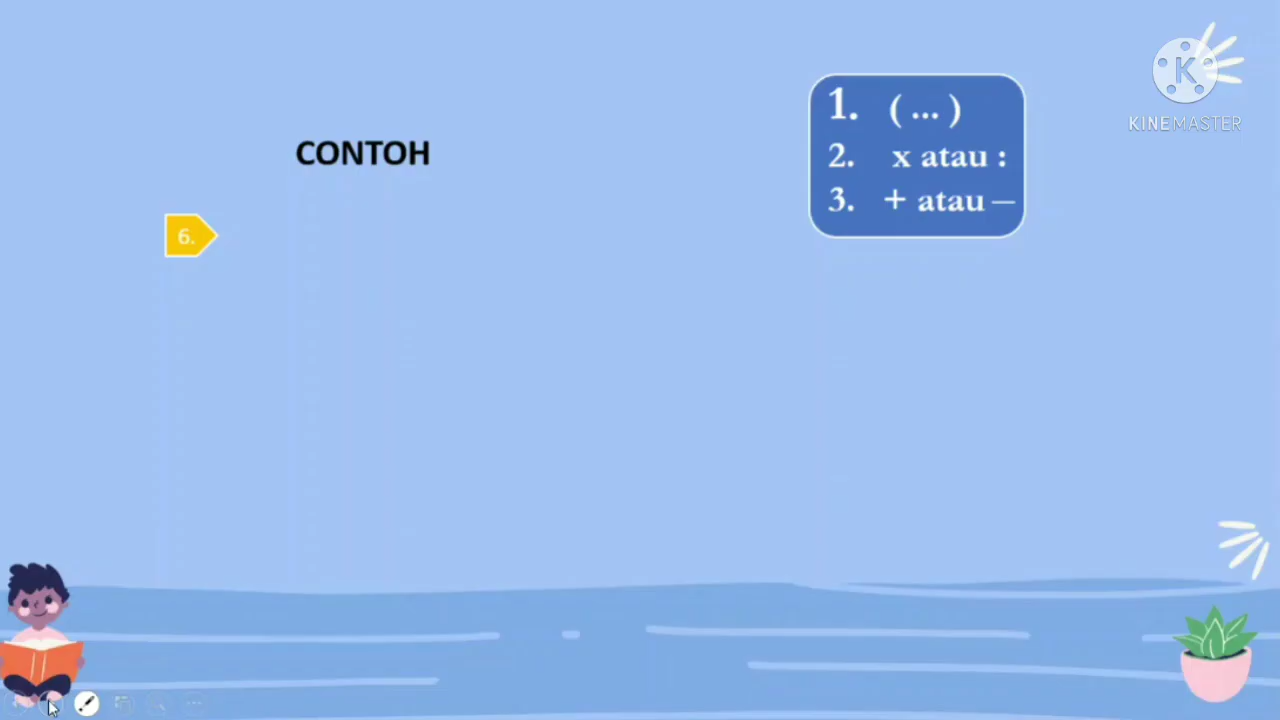 CONTOH
6.
1. ( ... )
2. x atau :
3. + atau –
K
KINEMASTER